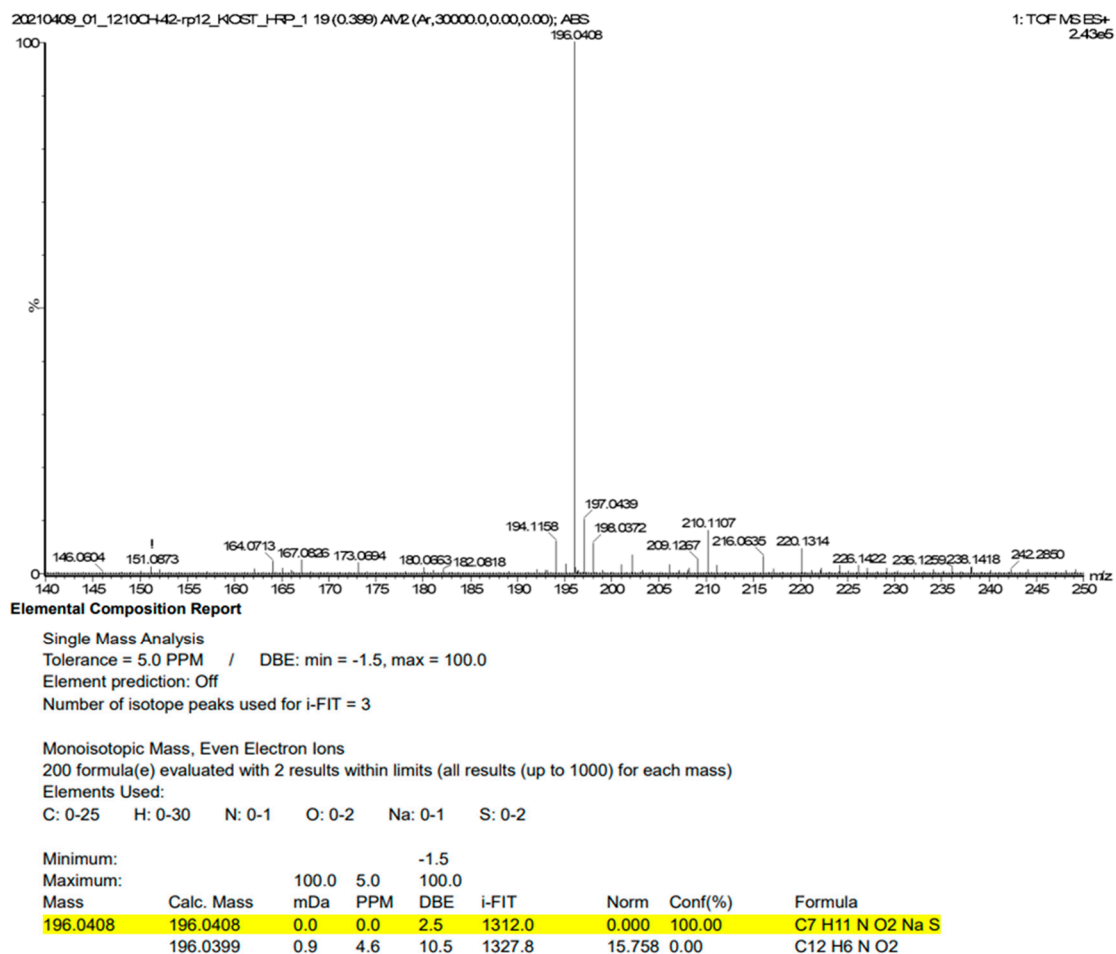 20210409_01_1210CH-42-rp12_KIOST_HRP_1 19 (0.399) AM2 (Ar,30000.0,0.00,0.00); ABS
1: TOF MS ES+
2.43e5
100
196.0408
%
0
146.0604
!
151.0873
164.0713
167.0826
173.0694
180.0663
182.0818
194.1158
197.0439
198.0372
209.1267
210.1107
216.0635
220.1314
226.1422
236.1259
238.1418
242.2850
m/z
140 145 150 155 160 165 170 175 180 185 190 195 200 205 210 215 220 225 230 235 240 245 250
Elemental Composition Report
Single Mass Analysis
Tolerance = 5.0 PPM / DBE: min = -1.5, max = 100.0
Element prediction: Off
Number of isotope peaks used for i-FIT = 3
Monoisotopic Mass, Even Electron Ions
200 formula(e) evaluated with 2 results within limits (all results (up to 1000) for each mass)
Elements Used:
C: 0-25 H: 0-30 N: 0-1 O: 0-2 Na: 0-1 S: 0-2
Minimum: -1.5
Maximum: 100.0 5.0 100.0
Mass Calc. Mass mDa PPM DBE i-FIT Norm Conf(%) Formula
196.0408 196.0408 0.0 0.0 2.5 1312.0 0.000 100.00 C7 H11 N O2 Na S
196.0399 0.9 4.6 10.5 1327.8 15.758 0.00 C12 H6 N O2